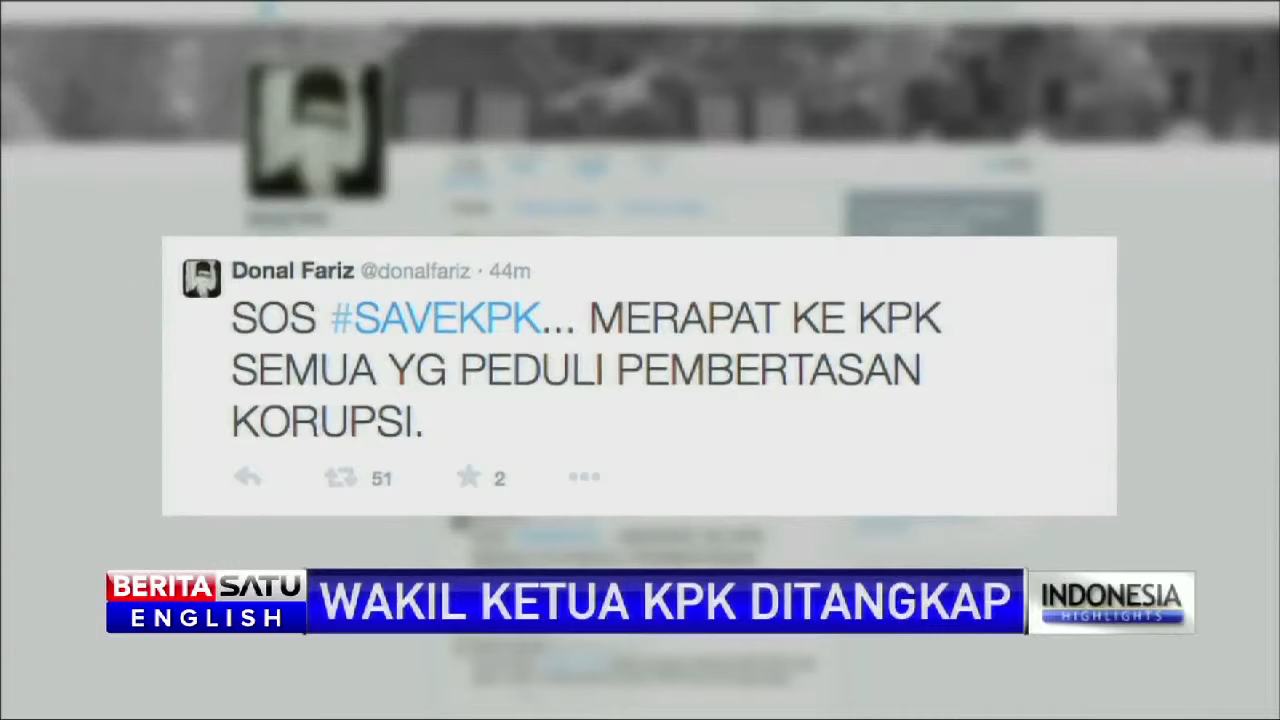 Donal Fariz @donalfariz · 44m
SOS #SAVEKPK... MERAPAT KE KPK
SEMUA YG PEDULI PEMBERTASAN
KORUPSI.
51 2
BERITA SATU
ENGLISH
WAKIL KETUA KPK DITANGKAP
INDONESIA
HIGHLIGHTS